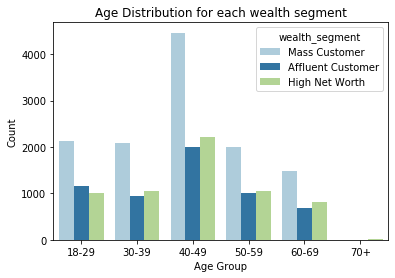 Age Distribution for each wealth segment
wealth_segment
Mass Customer
Affluent Customer
High Net Worth
4000
3000
2000
1000
0
Count
18-29 30-39 40-49 50-59 60-69 70+
Age Group